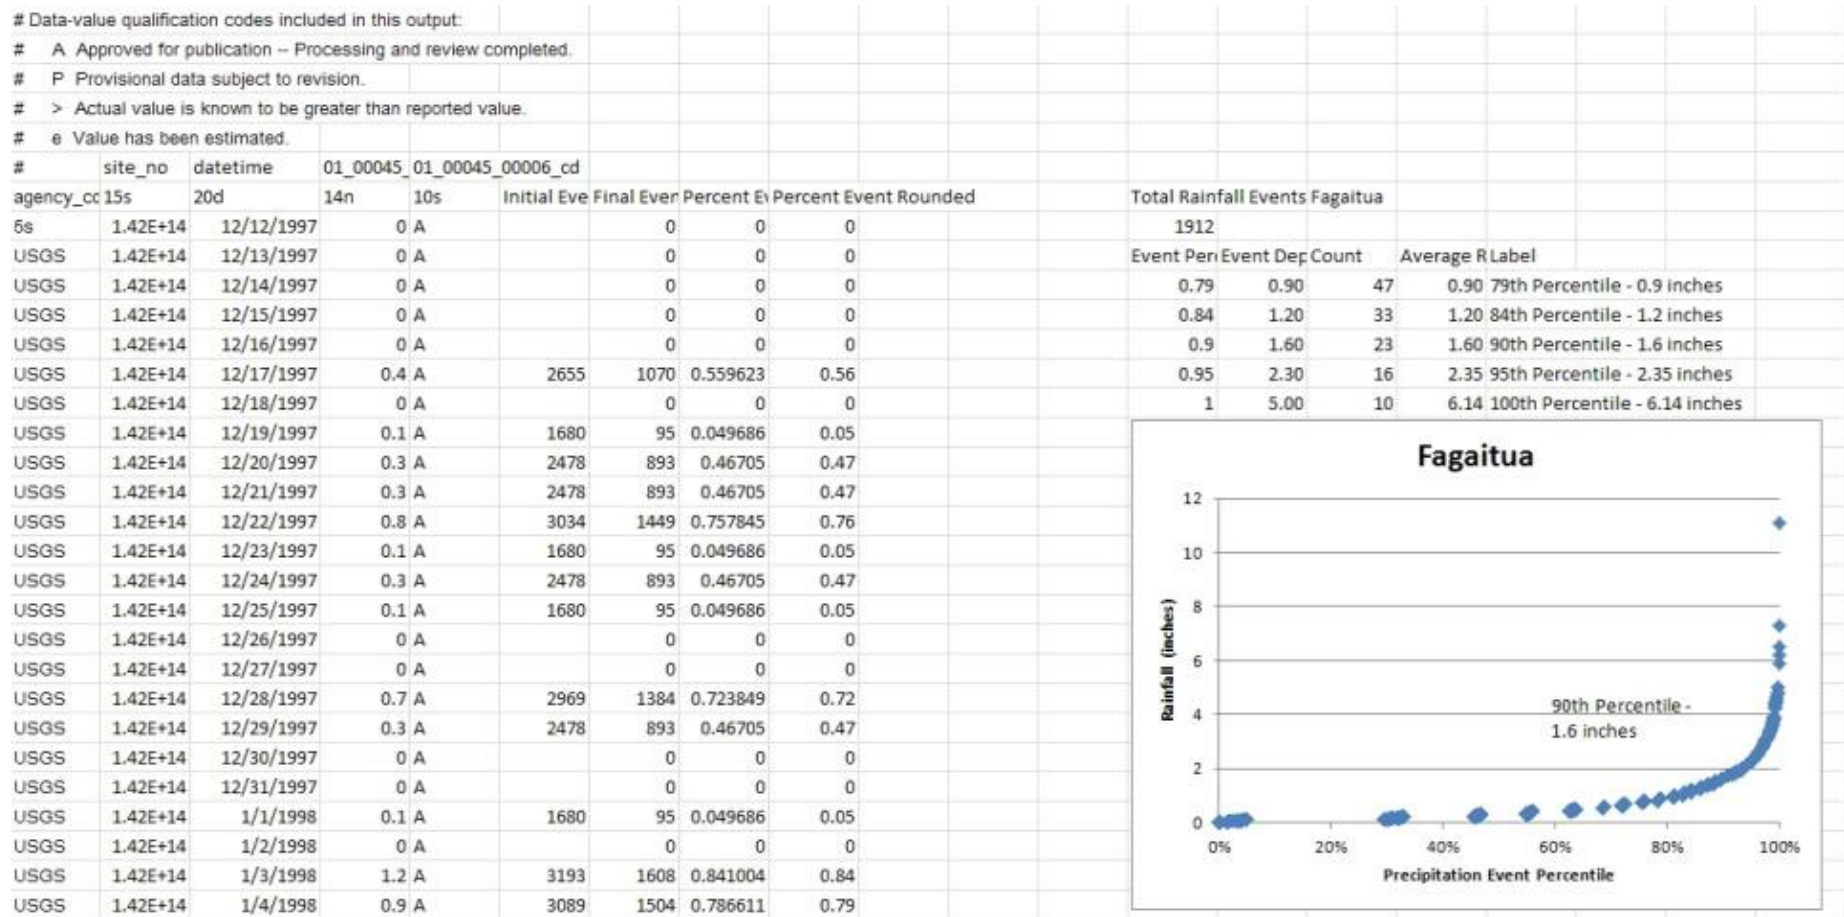 # Data-value qualification codes included in this output:
# A Approved for publication -- Processing and review completed.
# P Provisional data subject to revision.
# > Actual value is known to be greater than reported value.
# e Value has been estimated.
# site_no datetime 01_00045_ 01_00045_00006_cd
agency_cc 15s 20d 14n 10s Initial Eve Final Even Percent Ev Percent Event Rounded Total Rainfall Events Fagaitua
5s 1.42E+14 12/12/1997 0 A 0 0 0 1912
USGS 1.42E+14 12/13/1997 0 A 0 0 0 Event Per Event Dep Count Average R Label
USGS 1.42E+14 12/14/1997 0 A 0 0 0 0.79 0.90 47 0.90 79th Percentile - 0.9 inches
USGS 1.42E+14 12/15/1997 0 A 0 0 0 0.84 1.20 33 1.20 84th Percentile - 1.2 inches
USGS 1.42E+14 12/16/1997 0 A 0 0 0 0.9 1.60 23 1.60 90th Percentile - 1.6 inches
USGS 1.42E+14 12/17/1997 0.4 A 2655 1070 0.559623 0.56 0.95 2.30 16 2.35 95th Percentile - 2.35 inches
USGS 1.42E+14 12/18/1997 0 A 0 0 0 1 5.00 10 6.14 100th Percentile - 6.14 inches
USGS 1.42E+14 12/19/1997 0.1 A 1680 95 0.049686 0.05
USGS 1.42E+14 12/20/1997 0.3 A 2478 893 0.46705 0.47
USGS 1.42E+14 12/21/1997 0.3 A 2478 893 0.46705 0.47
USGS 1.42E+14 12/22/1997 0.8 A 3034 1449 0.757845 0.76
USGS 1.42E+14 12/23/1997 0.1 A 1680 95 0.049686 0.05
USGS 1.42E+14 12/24/1997 0.3 A 2478 893 0.46705 0.47
USGS 1.42E+14 12/25/1997 0.1 A 1680 95 0.049686 0.05
USGS 1.42E+14 12/26/1997 0 A 0 0 0
USGS 1.42E+14 12/27/1997 0 A 0 0 0
USGS 1.42E+14 12/28/1997 0.7 A 2969 1384 0.723849 0.72
USGS 1.42E+14 12/29/1997 0.3 A 2478 893 0.46705 0.47
USGS 1.42E+14 12/30/1997 0 A 0 0 0
USGS 1.42E+14 12/31/1997 0 A 0 0 0
USGS 1.42E+14 1/1/1998 0.1 A 1680 95 0.049686 0.05
USGS 1.42E+14 1/2/1998 0 A 0 0 0
USGS 1.42E+14 1/3/1998 1.2 A 3193 1608 0.841004 0.84
USGS 1.42E+14 1/4/1998 0.9 A 3089 1504 0.786611 0.79
Fagaitua
12
10
8
6
4
2
0
Rainfall (inches)
90th Percentile -
1.6 inches
0% 20% 40% 60% 80% 100%
Precipitation Event Percentile